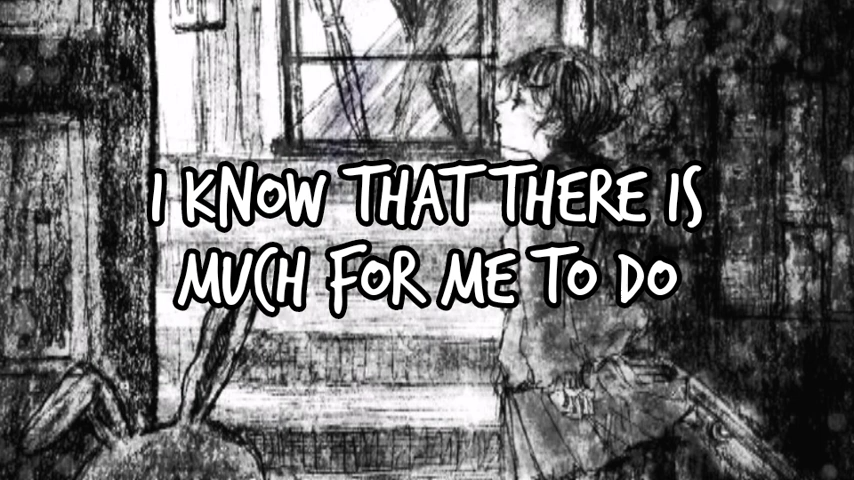 I KNOW THAT THERE IS
MUCH FOR ME TO DO